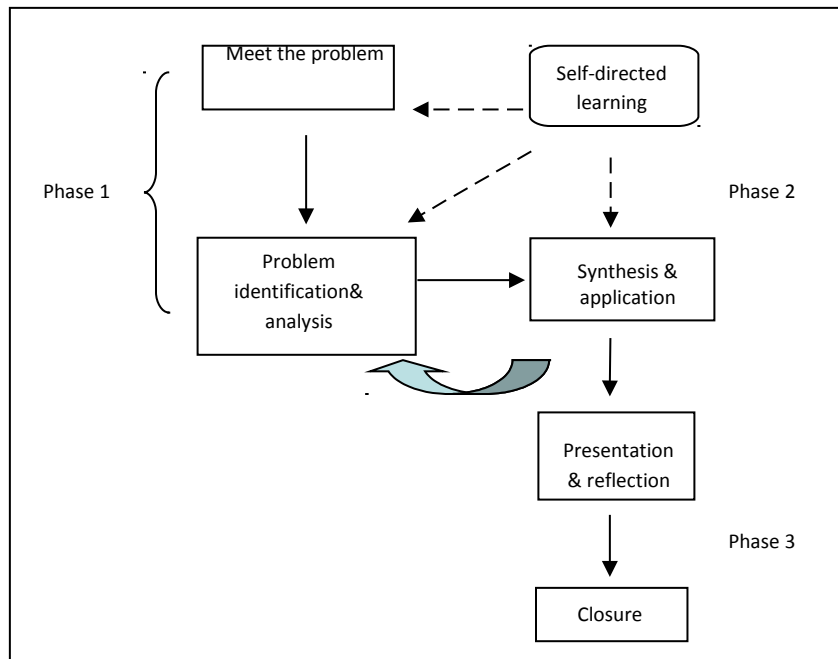 Meet the problem
Self-directed
learning
Phase 1
Phase 2
Problem
identification&
analysis
Synthesis &
application
Presentation
& reflection
Phase 3
Closure